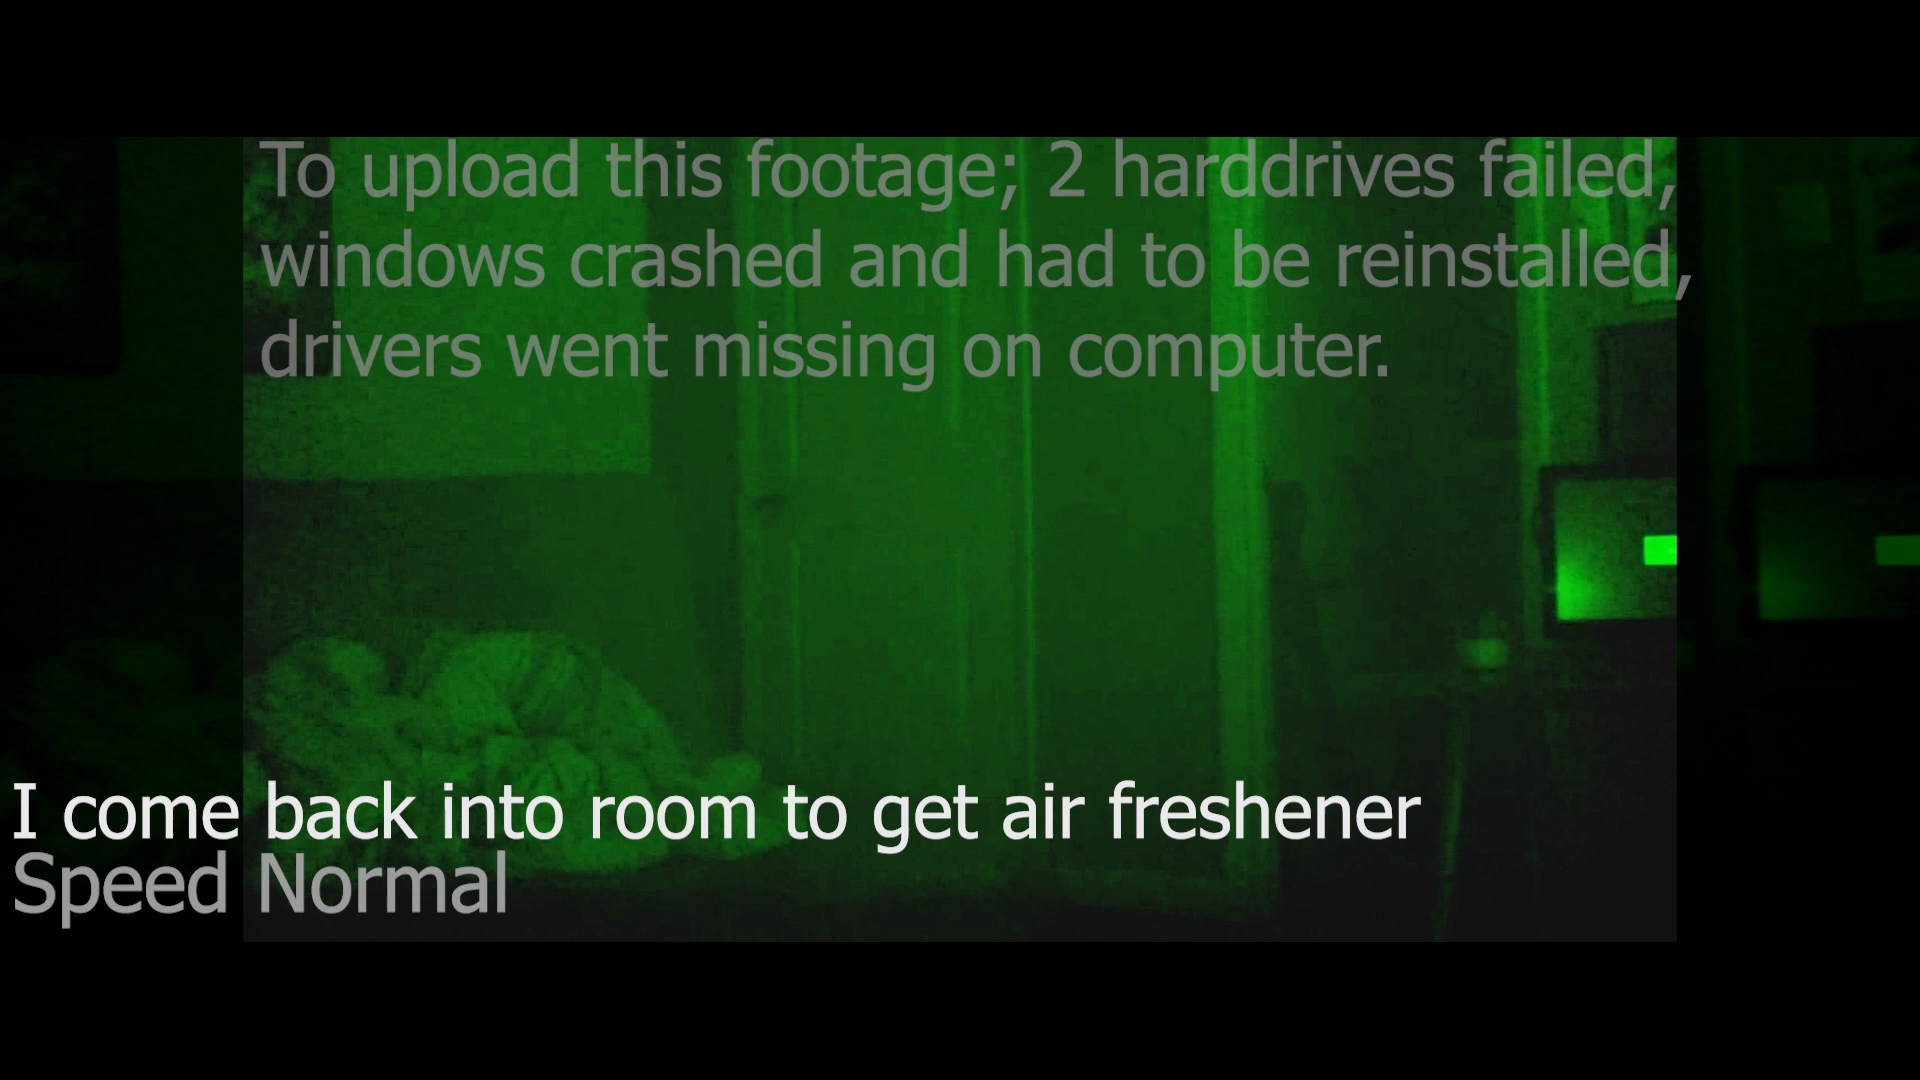 To upload this footage; 2 harddrives failed,
windows crashed and had to be reinstalled,
drivers went missing on computer.
I come back into room to get air freshener
Speed Normal